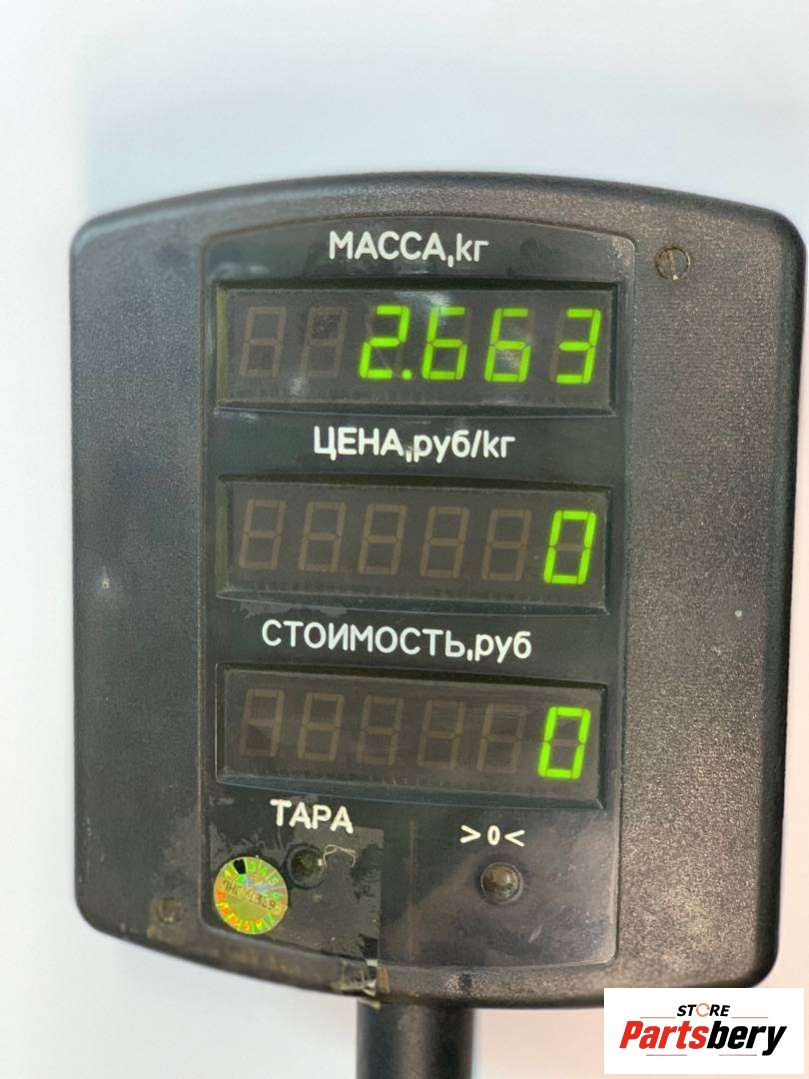 МАССА,кг
2.663
ЦЕНА,руб/кг
0
СТОИМОСТЬ,руб
0
ТАРА
>0<
STORE
Partsbery